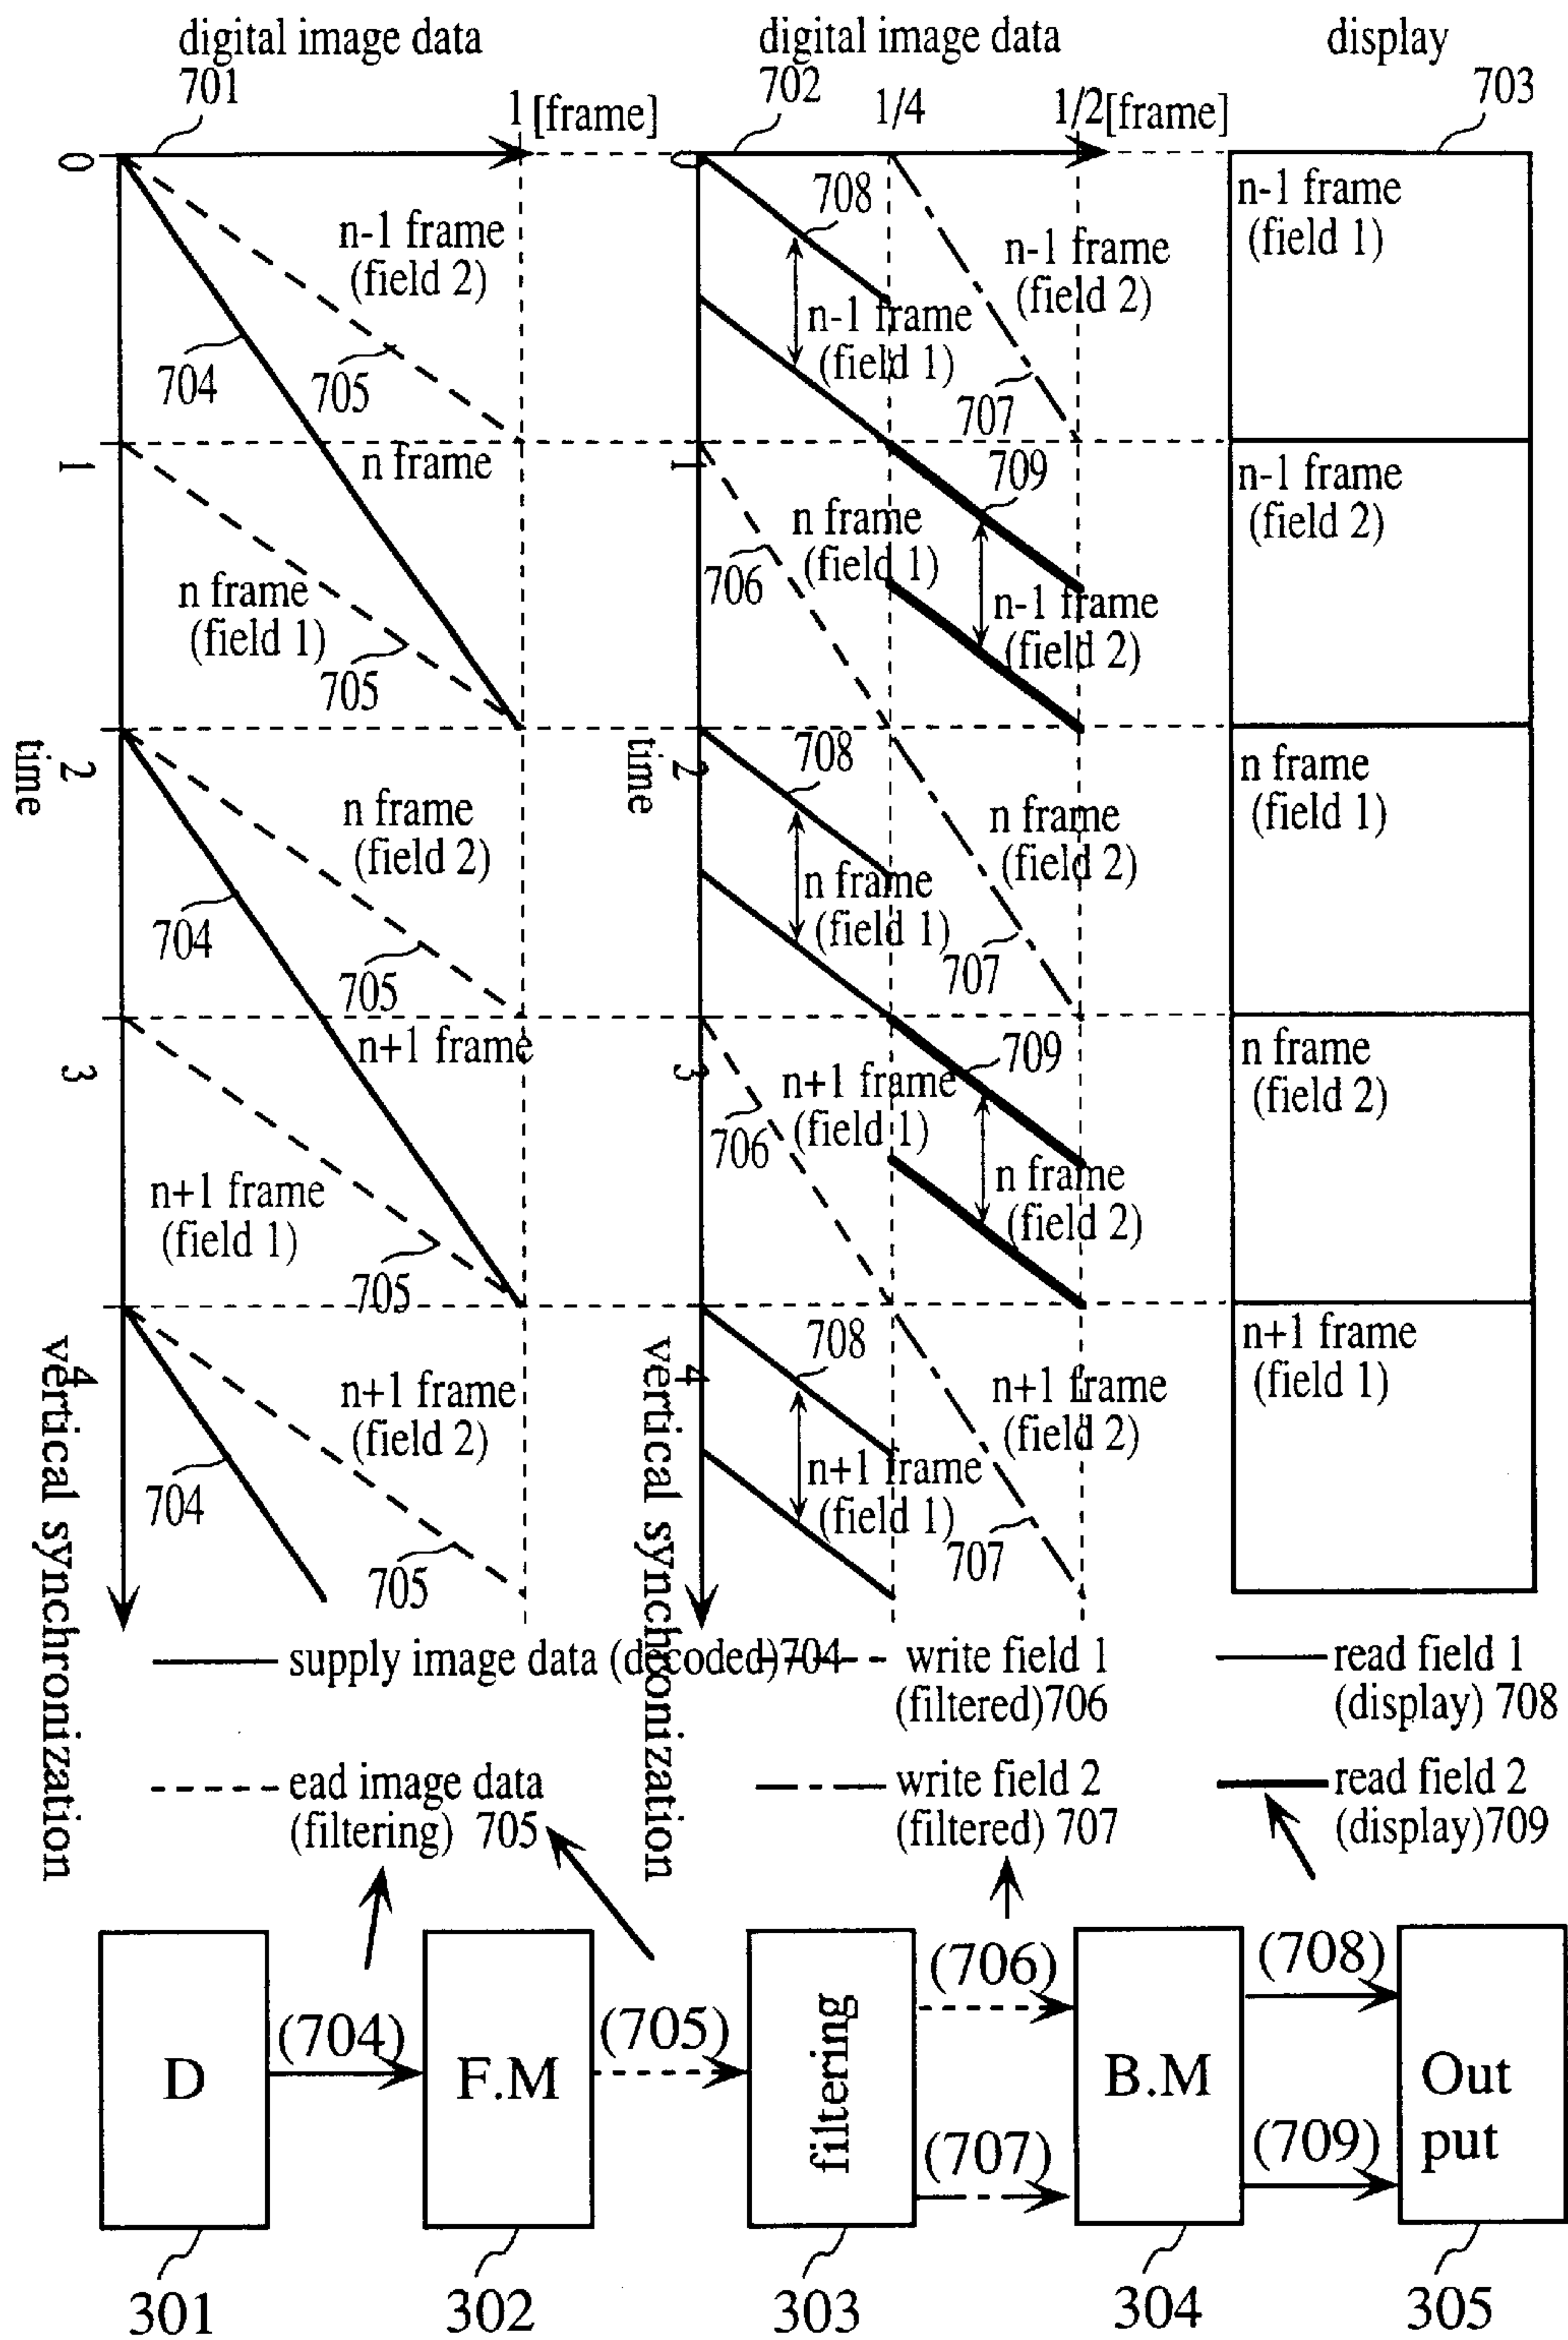 digital image data
701
1 [frame]
digital image data
702
1/4
1/2 [frame]
display
703
0
1
2
3
4
time
vertical synchronization
n-1 frame
(field 2)
704
705
n frame
n frame
(field 1)
705
n frame
(field 2)
704
705
n+1 frame
n+1 frame
(field 1)
705
n+1 frame
(field 2)
704
705
0
1
2
3
4
time
vertical synchronization
708
n-1 frame
(field 1)
n-1 frame
(field 2)
707
709
n frame
(field 1)
706
n-1 frame
(field 2)
708
n frame
(field 1)
n frame
(field 2)
707
709
n+1 frame
(field 1)
706
n frame
(field 2)
708
n+1 frame
(field 1)
n+1 frame
(field 2)
707
n-1 frame
(field 1)
n-1 frame
(field 2)
n frame
(field 1)
n frame
(field 2)
n+1 frame
(field 1)
supply image data (decoded)704
ead image data
(filtering) 705
write field 1
(filtered)706
write field 2
(filtered) 707
read field 1
(display) 708
read field 2
(display)709
D
(704)
F.M
(705)
filtering
(706)
(707)
B.M
(708)
(709)
Out
put
301
302
303
304
305